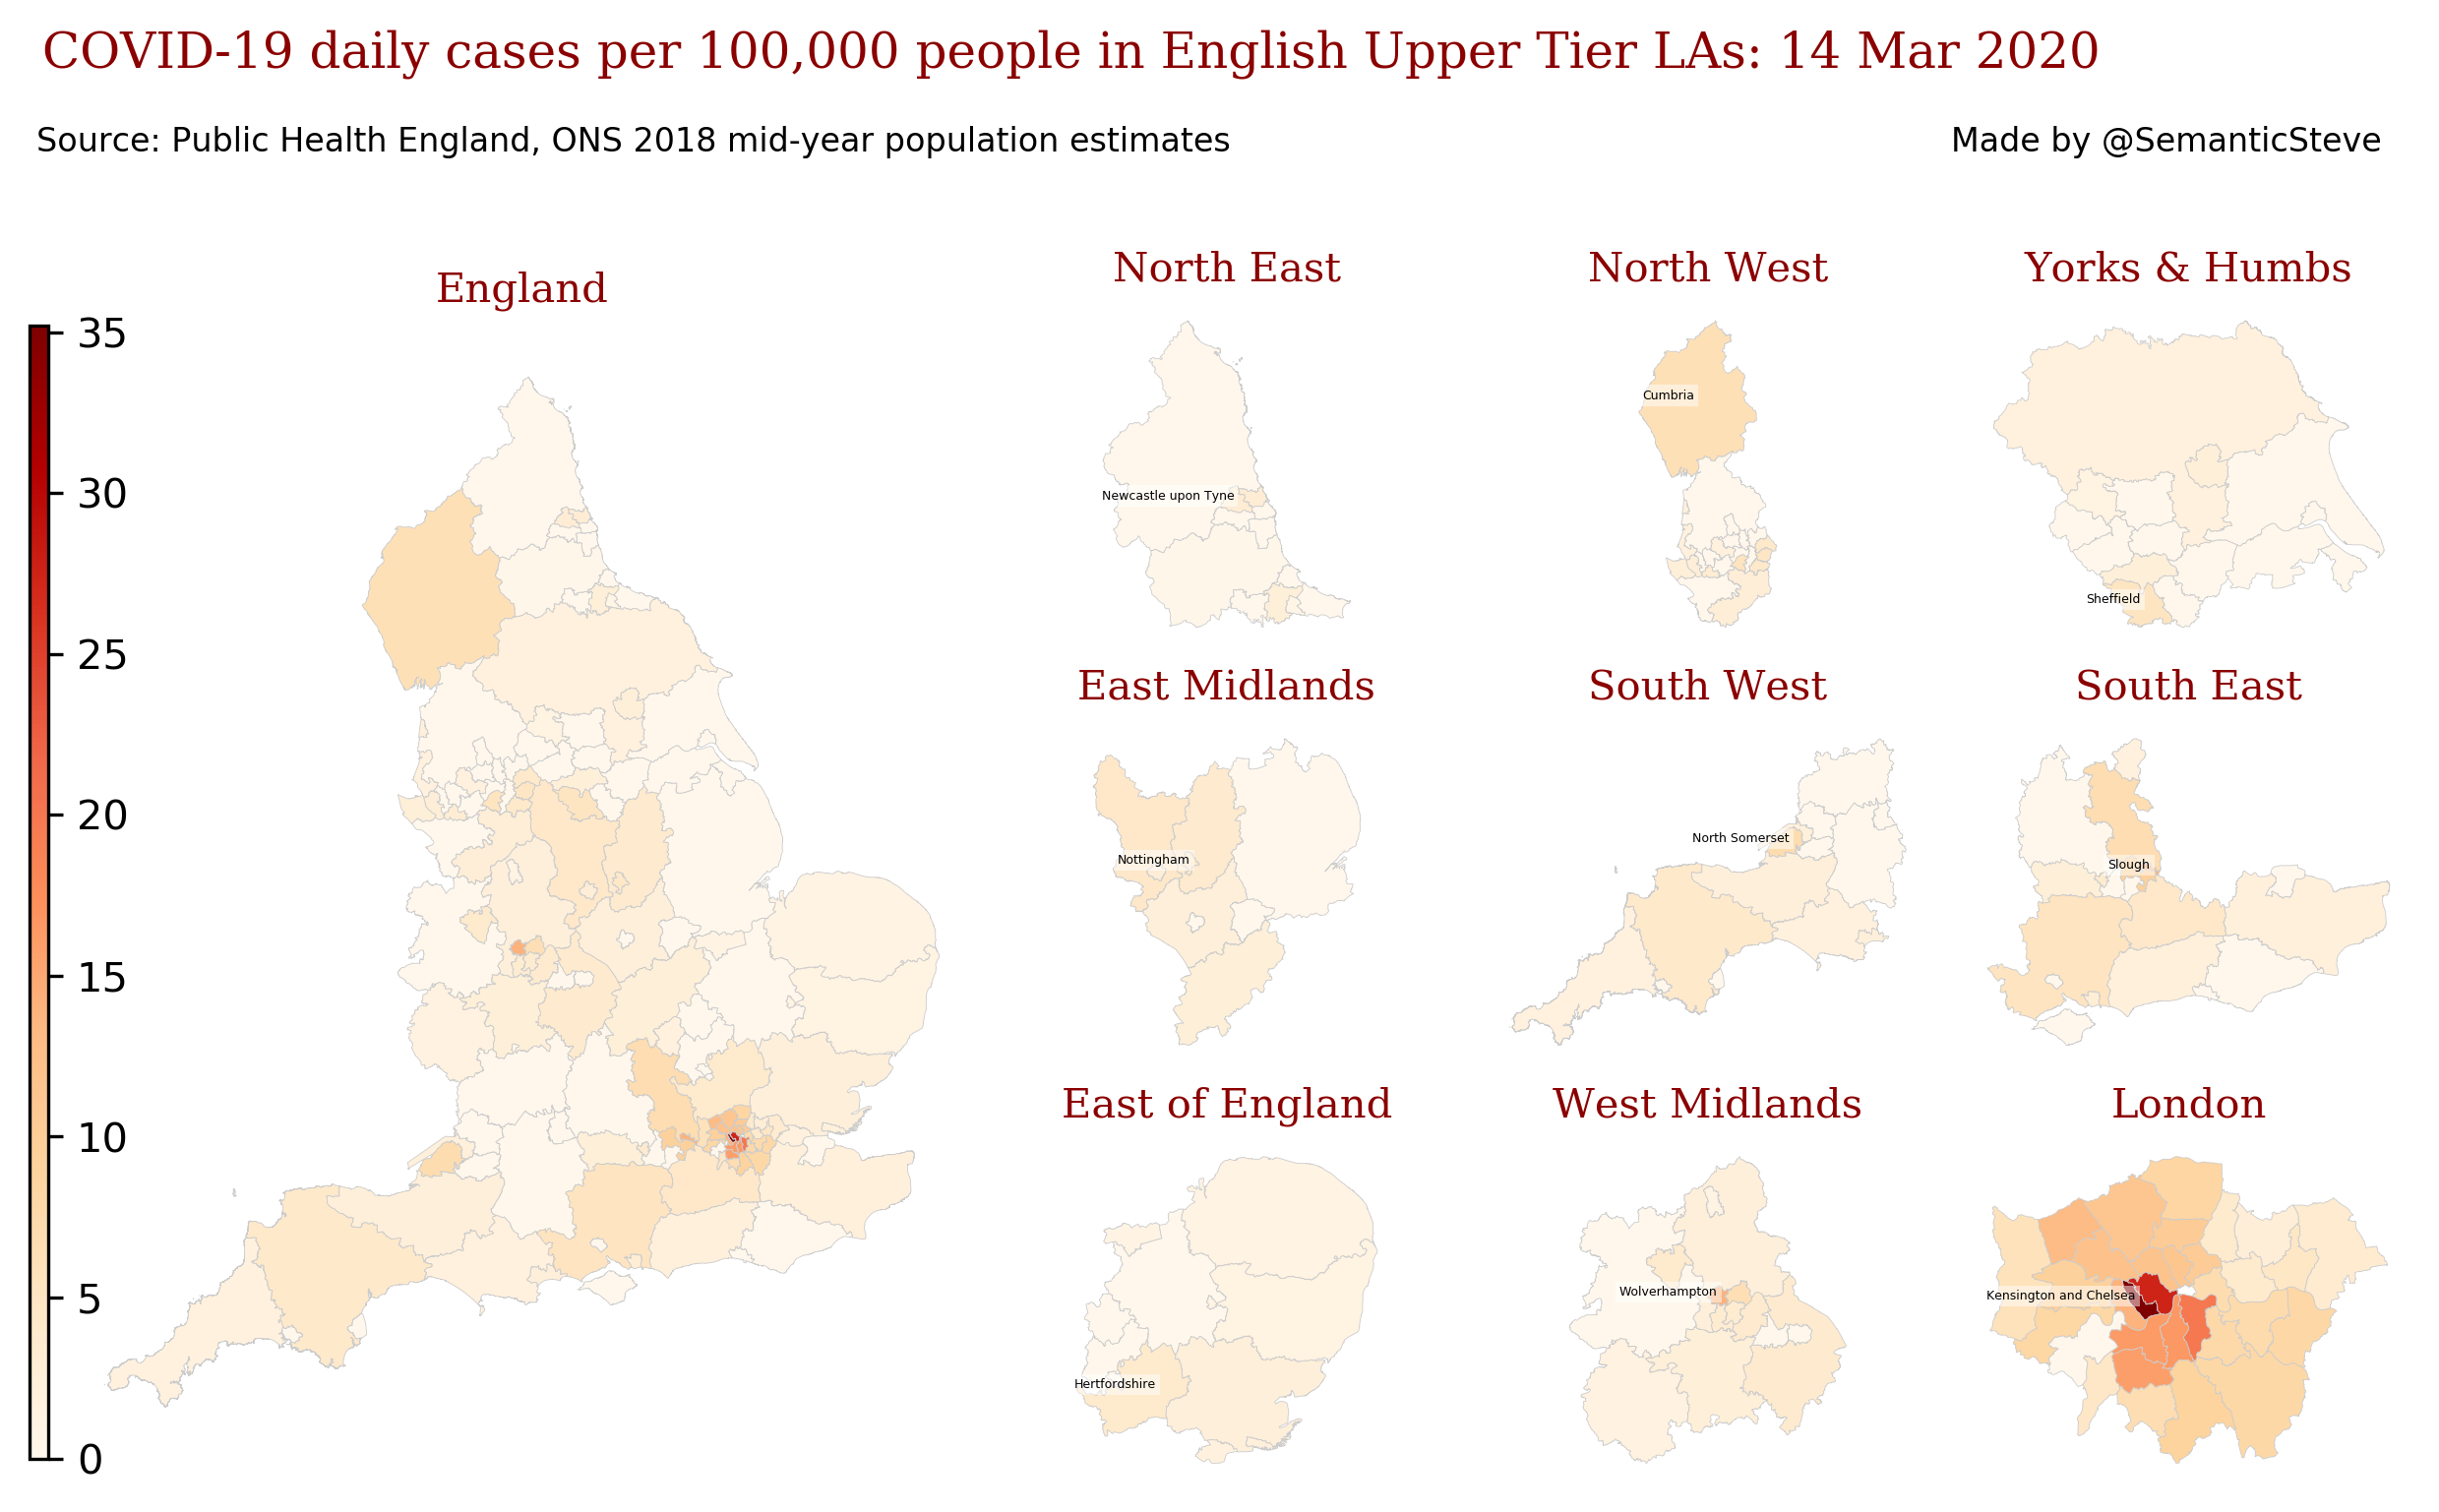 COVID-19 daily cases per 100,000 people in English Upper Tier LAs: 14 Mar 2020
Source: Public Health England, ONS 2018 mid-year population estimates
Made by @SemanticSteve
England
35
30
25
20
15
10
5
0
North East
Newcastle upon Tyne
North West
Cumbria
Yorks & Humbs
Sheffield
East Midlands
Nottingham
South West
North Somerset
South East
Slough
East of England
Hertfordshire
West Midlands
Wolverhampton
London
Kensington and Chelsea